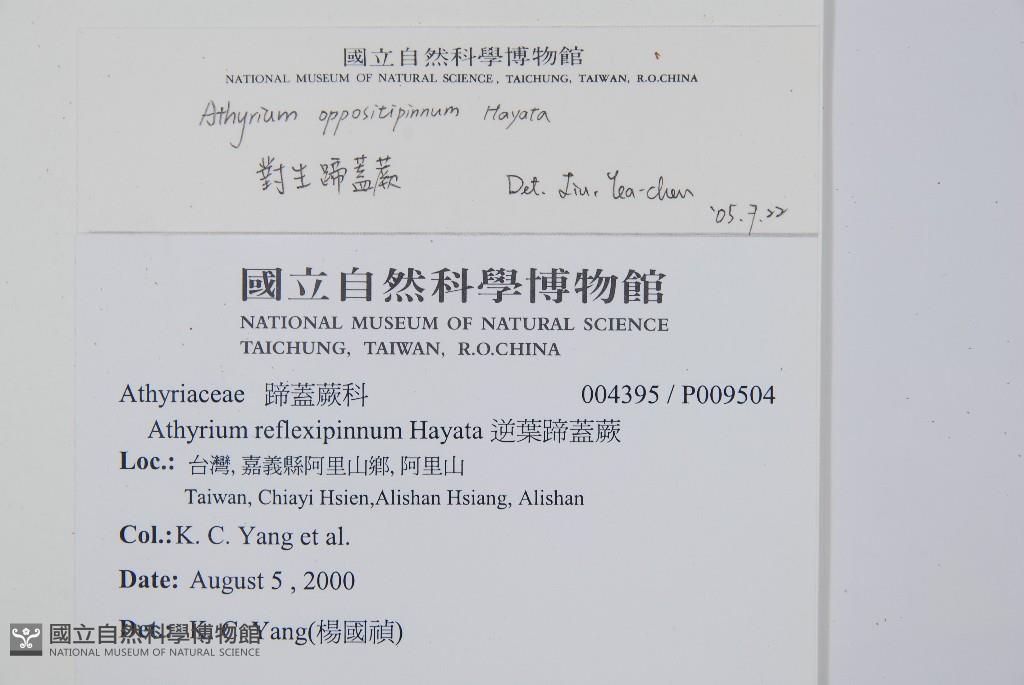 國立自然科學博物館
NATIONAL MUSEUM OF NATURAL SCIENCE, TAICHUNG, TAIWAN, R.O.CHINA
Athyrium oppositipinnum Hayata
對生蹄蓋蕨
Det. Liu, Yea-chen
'05.7.22
國立自然科學博物館
NATIONAL MUSEUM OF NATURAL SCIENCE
TAICHUNG, TAIWAN, R.O.CHINA
Athyriaceae 蹄蓋蕨科 004395 / P009504
Athyrium reflexipinnum Hayata 逆葉蹄蓋蕨
Loc.: 台灣, 嘉義縣阿里山鄉, 阿里山
Taiwan, Chiayi Hsien,Alishan Hsiang, Alishan
Col.: K. C. Yang et al.
Date: August 5 , 2000
Det.: K. C. Yang(楊國禎)
國立自然科學博物館
NATIONAL MUSEUM OF NATURAL SCIENCE